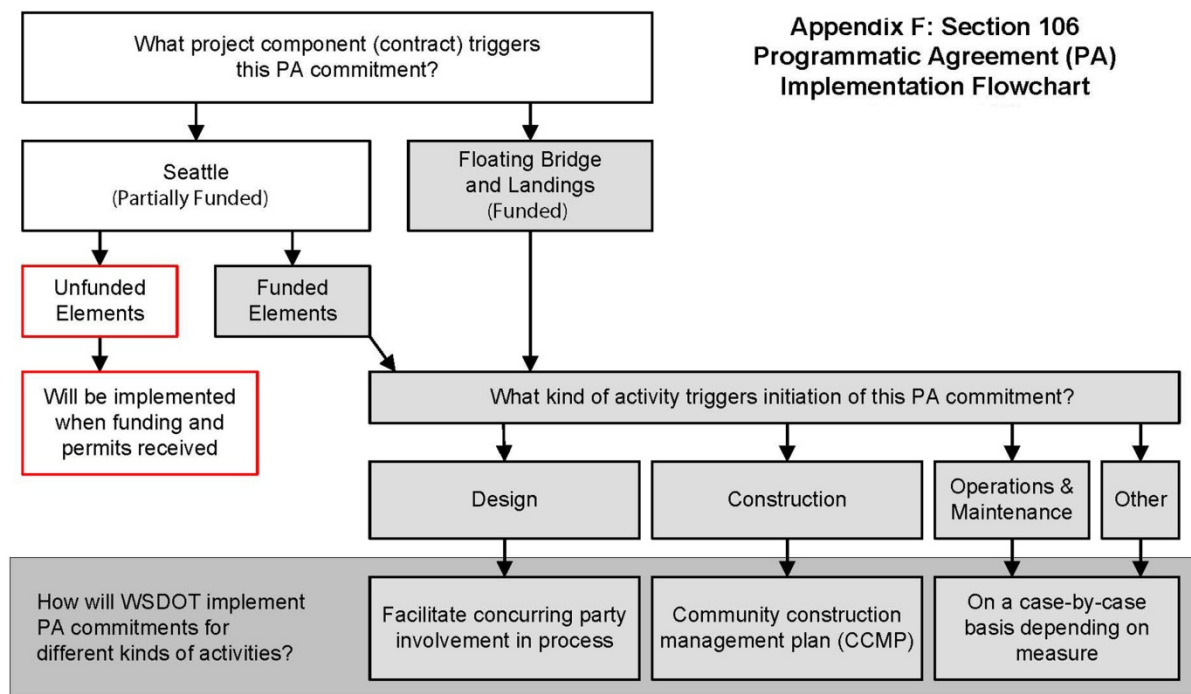 Appendix F: Section 106
Programmatic Agreement (PA)
Implementation Flowchart
What project component (contract) triggers
this PA commitment?
Seattle
(Partially Funded)
Floating Bridge
and Landings
(Funded)
Unfunded
Elements
Funded
Elements
Will be implemented
when funding and
permits received
What kind of activity triggers initiation of this PA commitment?
Design
Construction
Operations &
Maintenance
Other
How will WSDOT implement
PA commitments for
different kinds of activities?
Facilitate concurring party
involvement in process
Community construction
management plan (CCMP)
On a case-by-case
basis depending on
measure